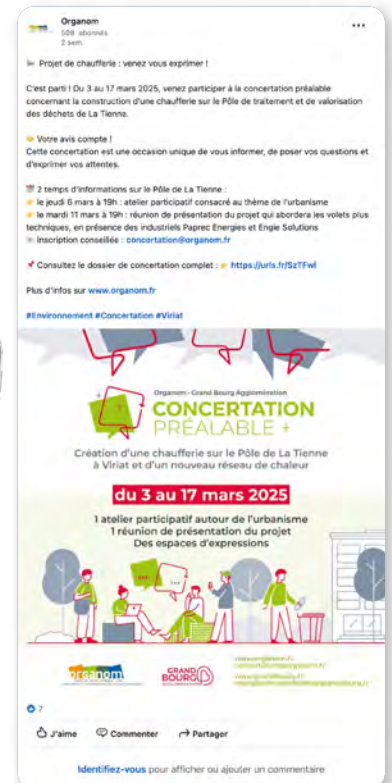 Organom
508 abonnés
2 sem.
Projet de chaufferie : venez vous exprimer !
C'est parti ! Du 3 au 17 mars 2025, venez participer à la concertation préalable
concernant la construction d'une chaufferie sur le Pôle de traitement et de valorisation
des déchets de La Tienne.
Votre avis compte !
Cette concertation est une occasion unique de vous informer, de poser vos questions et
d'exprimer vos attentes.
2 temps d'informations sur le Pôle de La Tienne :
le jeudi 6 mars à 19h : atelier participatif consacré au thème de l'urbanisme
le mardi 11 mars à 19h : réunion de présentation du projet qui abordera les volets plus
techniques, en présence des industriels Paprec Energies et Engie Solutions
Inscription conseillée : concertation@organom.fr
Consultez le dossier de concertation complet : https://urls.fr/SzTFwl
Plus d'infos sur www.organom.fr
#Environnement #Concertation #Viriat
Organom - Grand Bourg Agglomération
CONCERTATION
PRÉALABLE +
Création d'une chaufferie sur le Pôle de La Tienne
à Viriat et d'un nouveau réseau de chaleur
du 3 au 17 mars 2025
1 atelier participatif autour de l'urbanisme
1 réunion de présentation du projet
Des espaces d'expressions
organom
GRAND
BOURG
7
J'aime
Commenter
Partager
Identifiez-vous pour afficher ou ajouter un commentaire